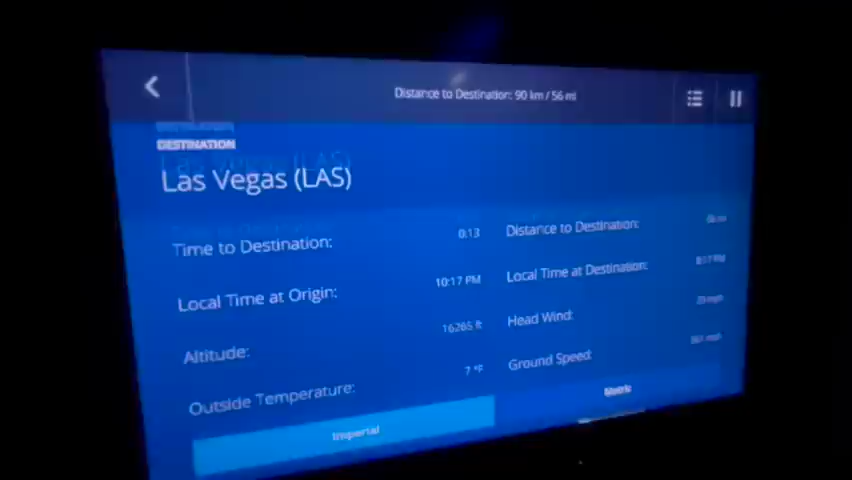 Distance to Destination: 90 km / 56 mi
DESTINATION
Las Vegas (LAS)
Time to Destination: 0:13
Distance to Destination:
Local Time at Origin: 10:17 PM
Local Time at Destination:
Altitude: 16265 ft
Head Wind:
Outside Temperature: 7 °F
Ground Speed:
Imperial
Metric